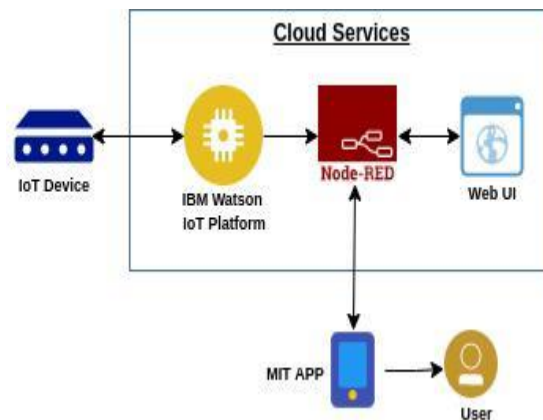 Cloud Services
IoT Device
IBM Watson
IoT Platform
Node-RED
Web UI
MIT APP
User